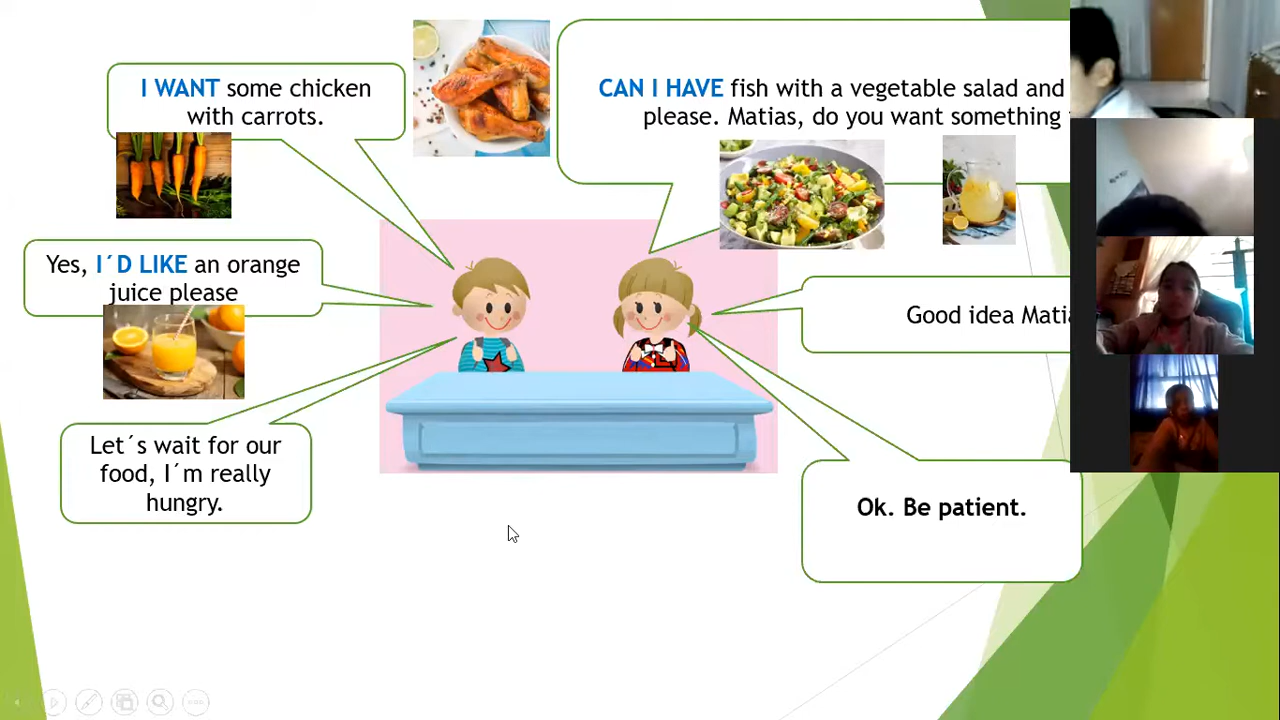 I WANT some chicken
with carrots.
CAN I HAVE fish with a vegetable salad and
please. Matias, do you want something
Yes, I´D LIKE an orange
juice please
Good idea
Let´s wait for our
food, I´m really
hungry.
Ok. Be patient.